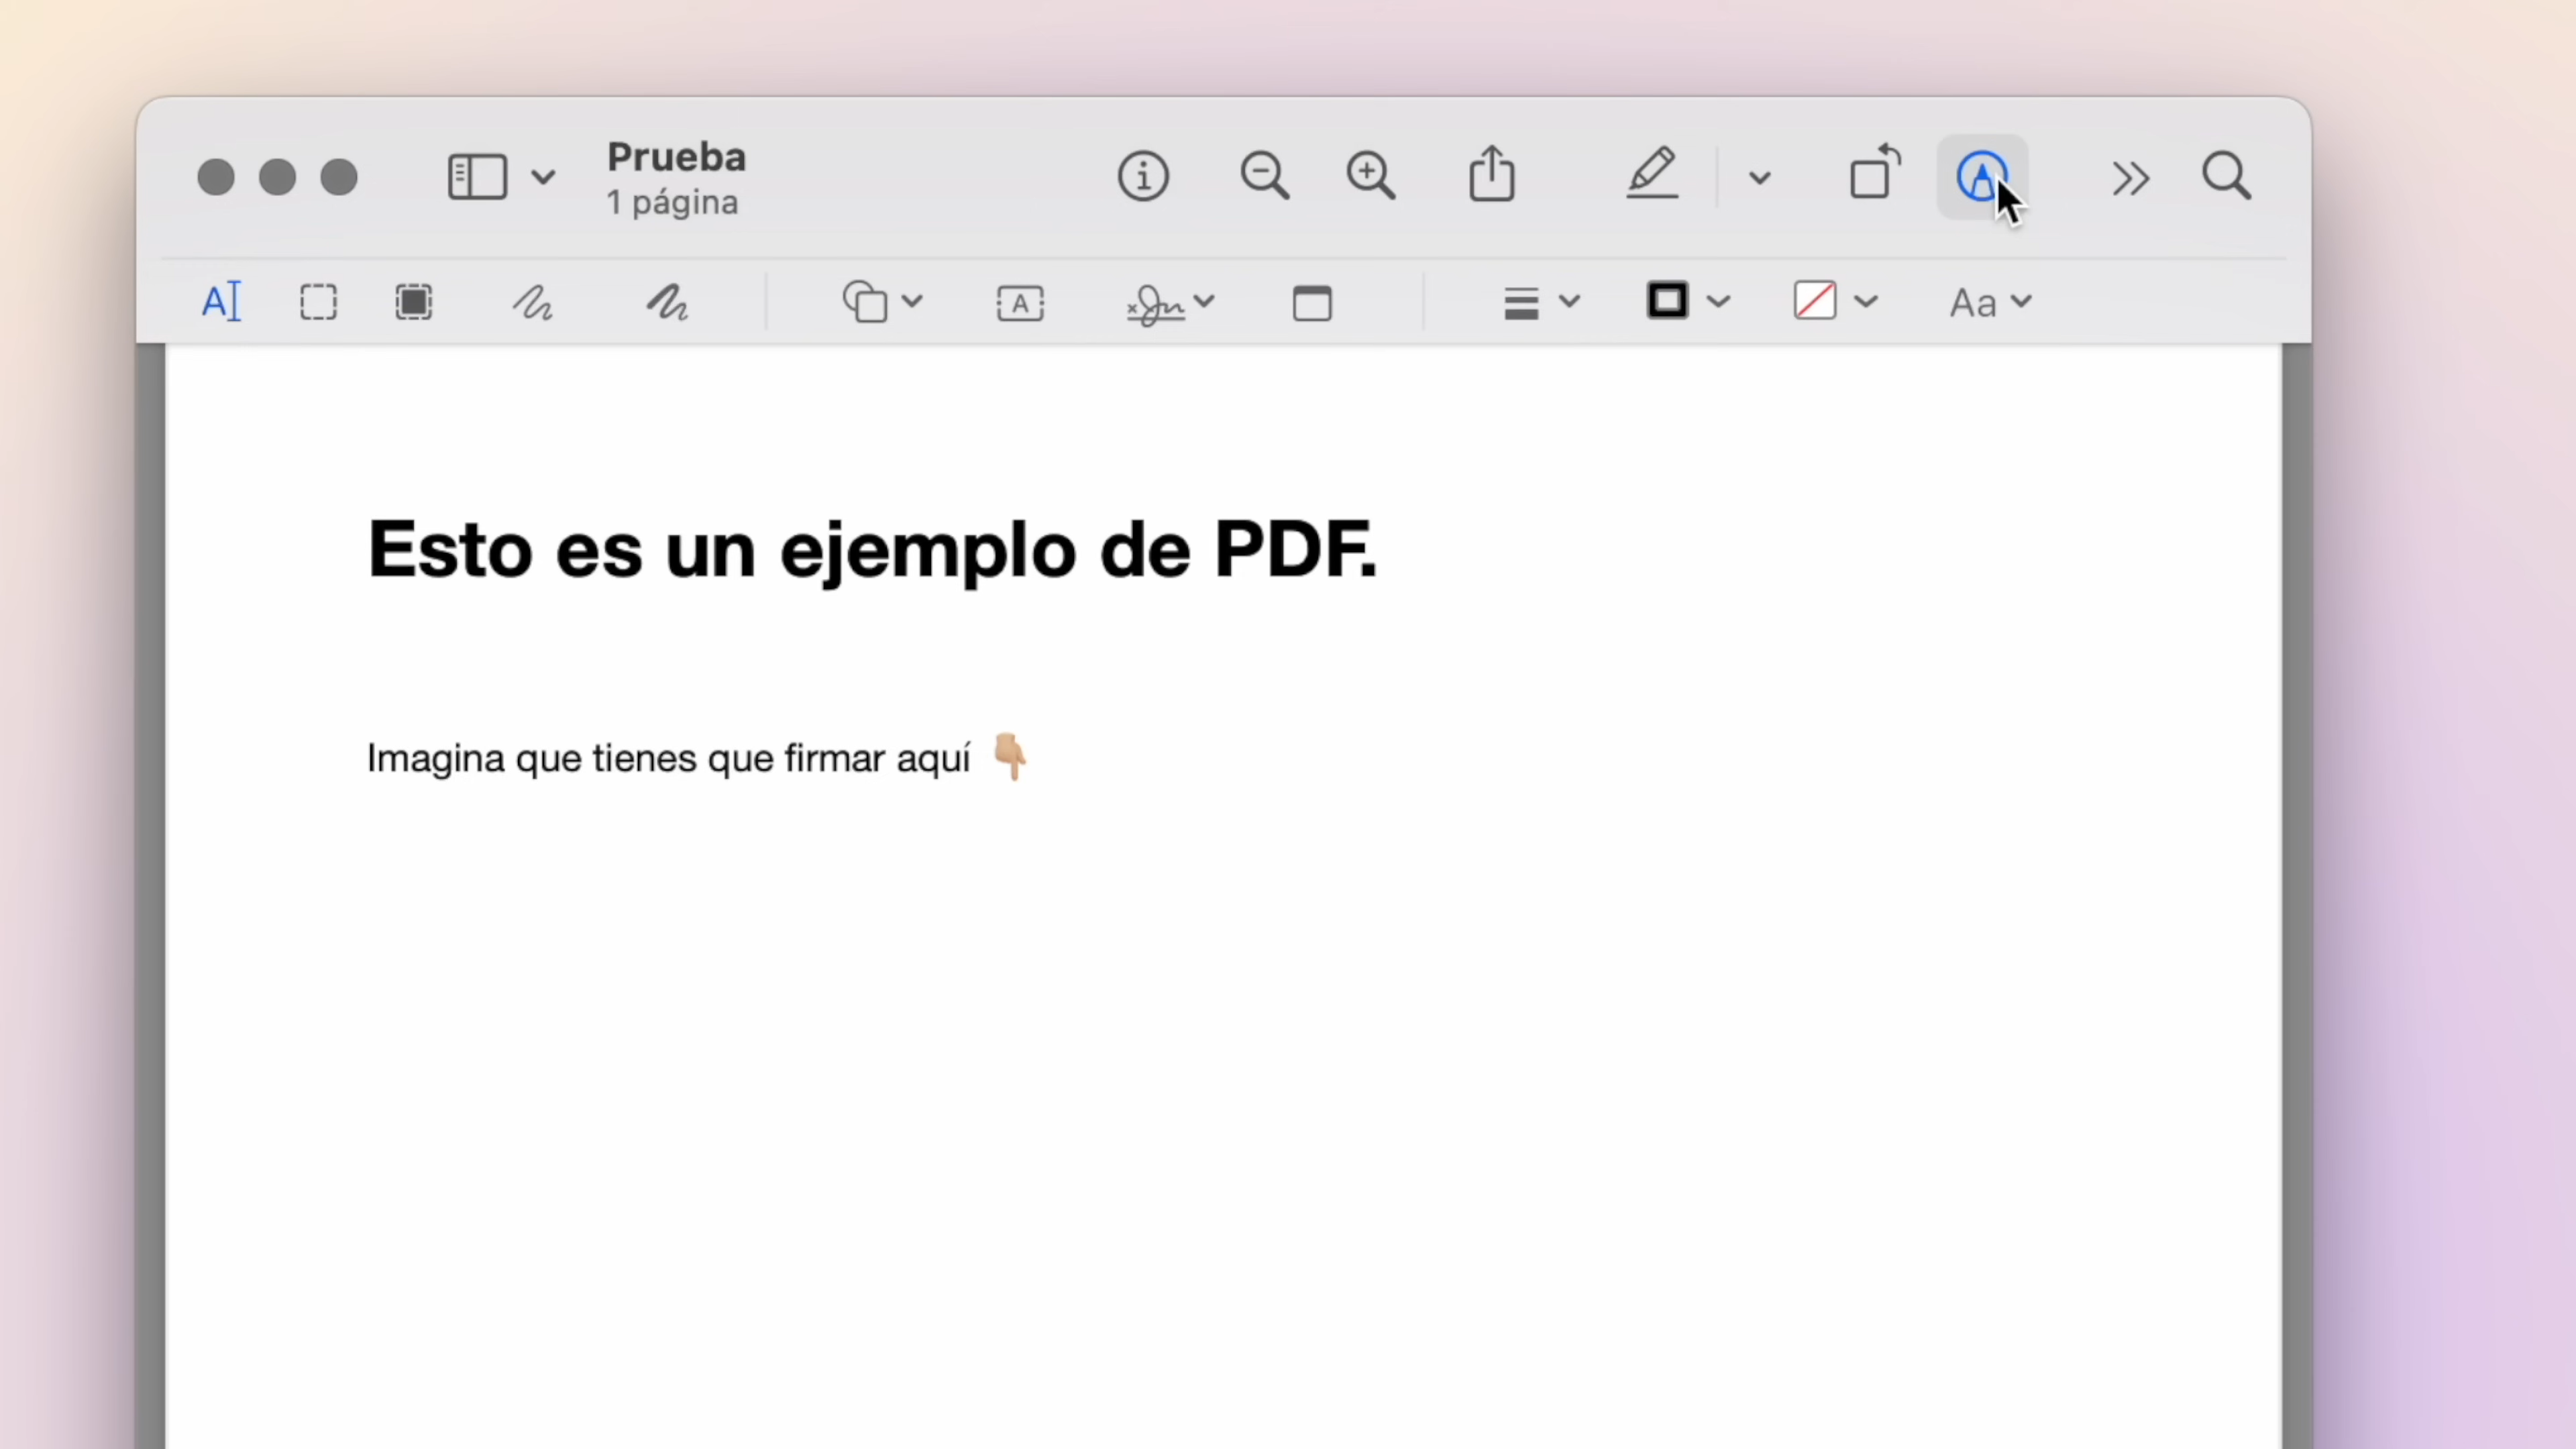 Prueba
1 página
Aa
Esto es un ejemplo de PDF.
Imagina que tienes que firmar aquí 👇🏼